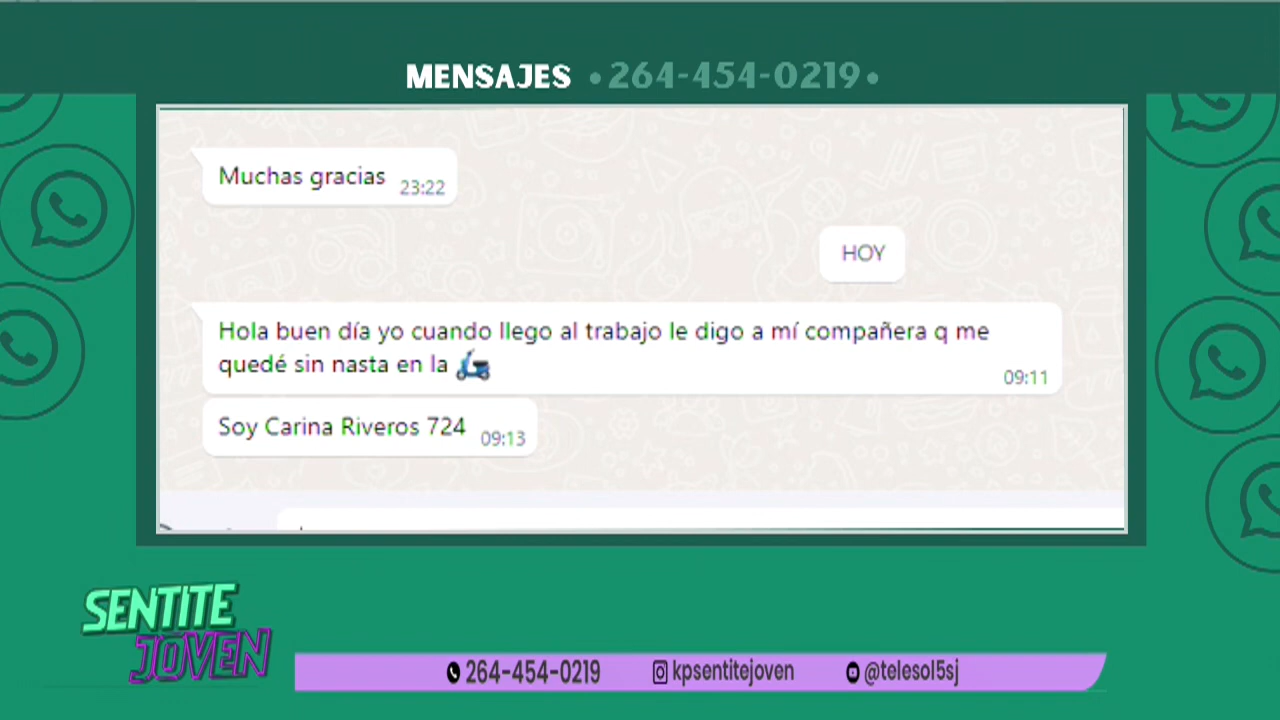 MENSAJES •264-454-0219•
Muchas gracias 23:22
HOY
Hola buen día yo cuando llego al trabajo le digo a mí compañera q me
quedé sin nasta en la 🛵
09:11
Soy Carina Riveros 724 09:13
SENTITE
JOVEN
264-454-0219 kpsentitejoven @telesol5sj